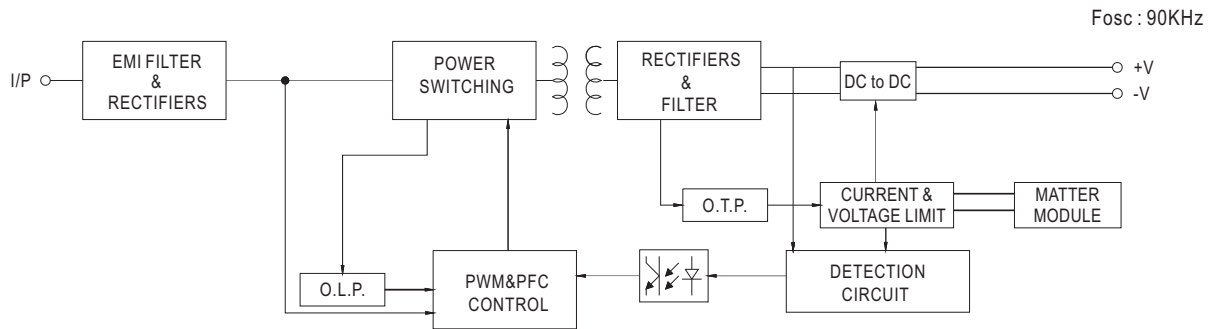 Fosc : 90KHz
I/P
EMI FILTER
&
RECTIFIERS
POWER
SWITCHING
RECTIFIERS
&
FILTER
DC to DC
+V
-V
O.T.P.
CURRENT &
VOLTAGE LIMIT
MATTER
MODULE
O.L.P.
PWM&PFC
CONTROL
DETECTION
CIRCUIT